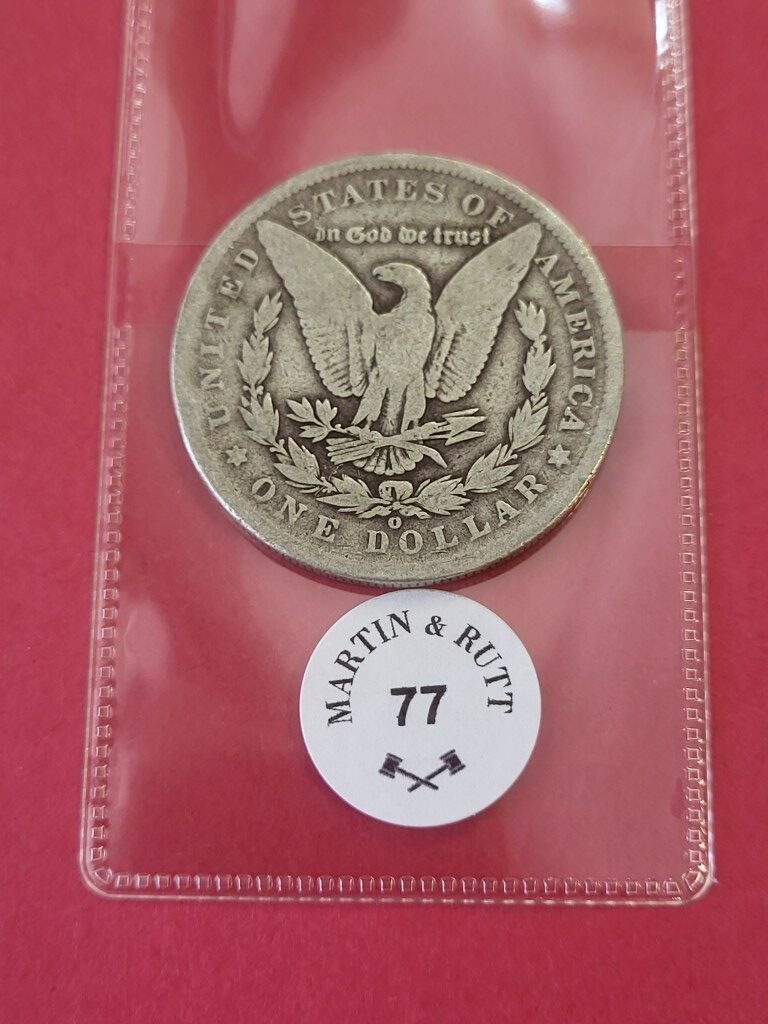 UNITED STATES OF AMERICA
In God we trust
O
ONE DOLLAR
MARTIN & RUTT
77